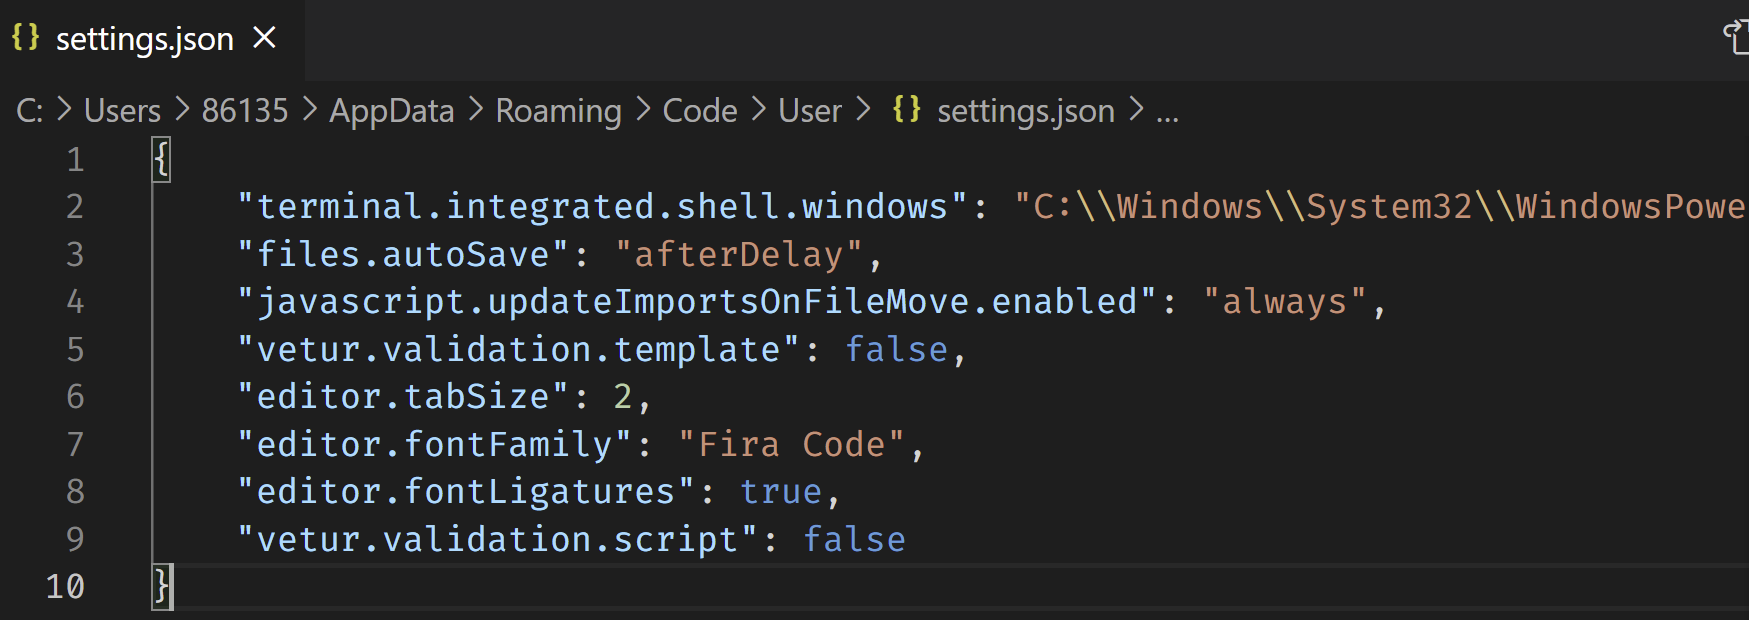 {} settings.json ×
C: > Users > 86135 > AppData > Roaming > Code > User > {} settings.json > ...
1 {
2 "terminal.integrated.shell.windows": "C:\\Windows\\System32\\WindowsPowe
3 "files.autoSave": "afterDelay",
4 "javascript.updateImportsOnFileMove.enabled": "always",
5 "vetur.validation.template": false,
6 "editor.tabSize": 2,
7 "editor.fontFamily": "Fira Code",
8 "editor.fontLigatures": true,
9 "vetur.validation.script": false
10 }